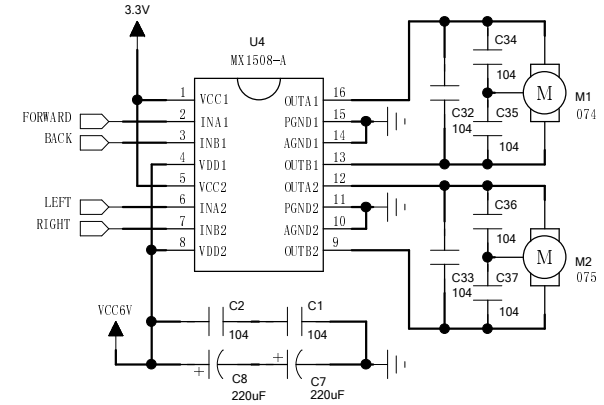 3.3V
U4
MX1508-A
1 VCC1 OUTA1 16
FORWARD 2 INA1 PGND1 15
BACK 3 INB1 AGND1 14
4 VDD1 OUTB1 13
5 VCC2 OUTA2 12
LEFT 6 INA2 PGND2 11
RIGHT 7 INB2 AGND2 10
8 VDD2 OUTB2 9
C34
104
C32
104
C35
104
M
M1
074
C36
104
C33
104
C37
104
M
M2
075
VCC6V
C2
104
C1
104
+
C8
220uF
+
C7
220uF